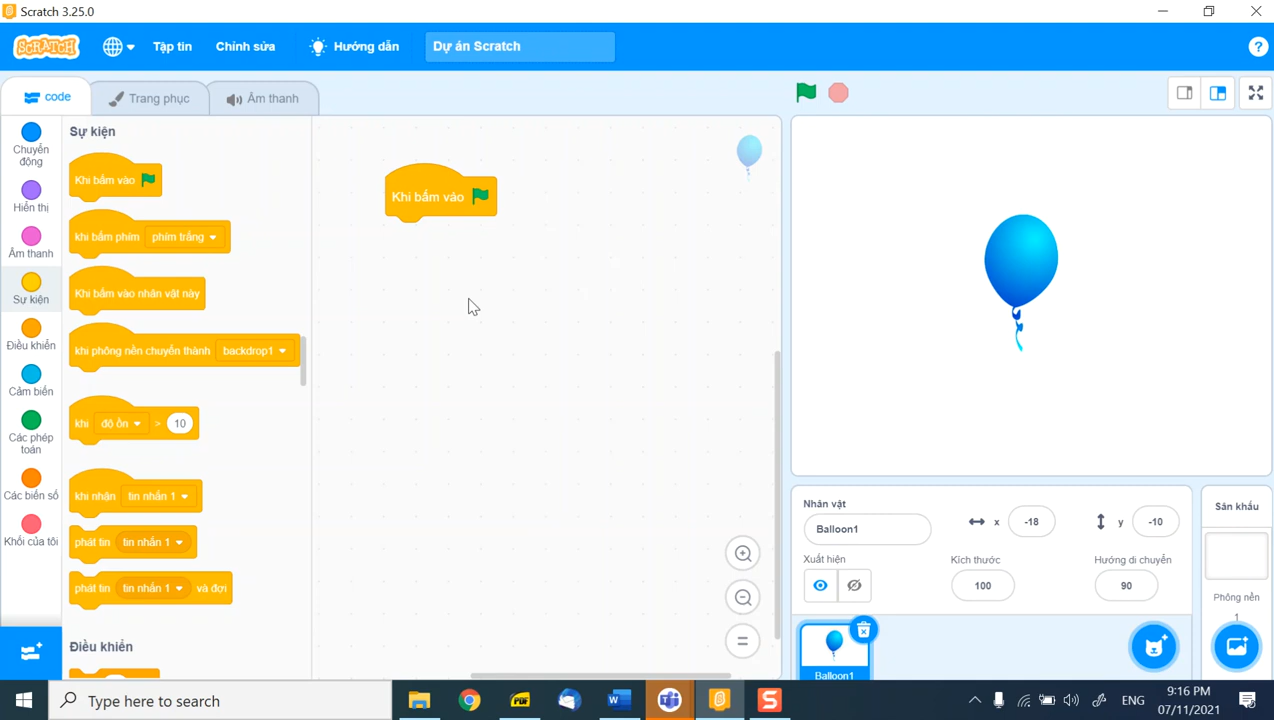 Scratch 3.25.0
SCRATCH
Tập tin
Chỉnh sửa
Hướng dẫn
Dự án Scratch
?
code
Trang phục
Âm thanh
Chuyển động
Hiển thị
Âm thanh
Sự kiện
Điều khiển
Cảm biến
Các phép toán
Các biến số
Khối của tôi
Sự kiện
Khi bấm vào
khi bấm phím phím trắng
Khi bấm vào nhân vật này
khi phông nền chuyển thành backdrop1
khi độ ồn > 10
khi nhận tin nhắn 1
phát tin tin nhắn 1
phát tin tin nhắn 1 và đợi
Điều khiển
Khi bấm vào
Nhân vật
Balloon1
x -18
y -10
Xuất hiện
Kích thước
100
Hướng di chuyển
90
Balloon1
Sân khấu
Phông nền
1
Type here to search
PDF
ENG
9:16 PM
07/11/2021